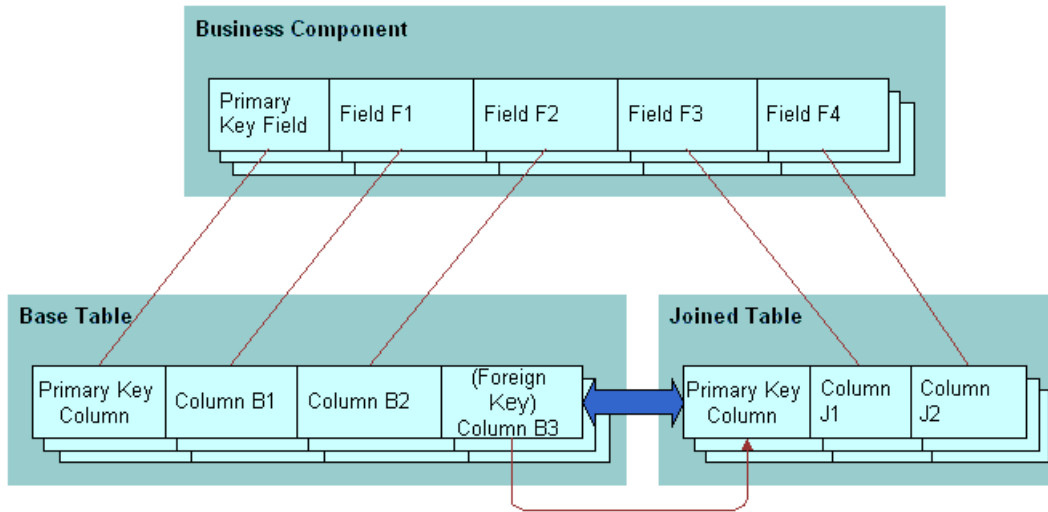 Business Component
Primary
Key Field
Field F1
Field F2
Field F3
Field F4
Base Table
Primary Key
Column
Column B1
Column B2
(Foreign
Key)
Column B3
Joined Table
Primary Key
Column
Column
J1
Column
J2